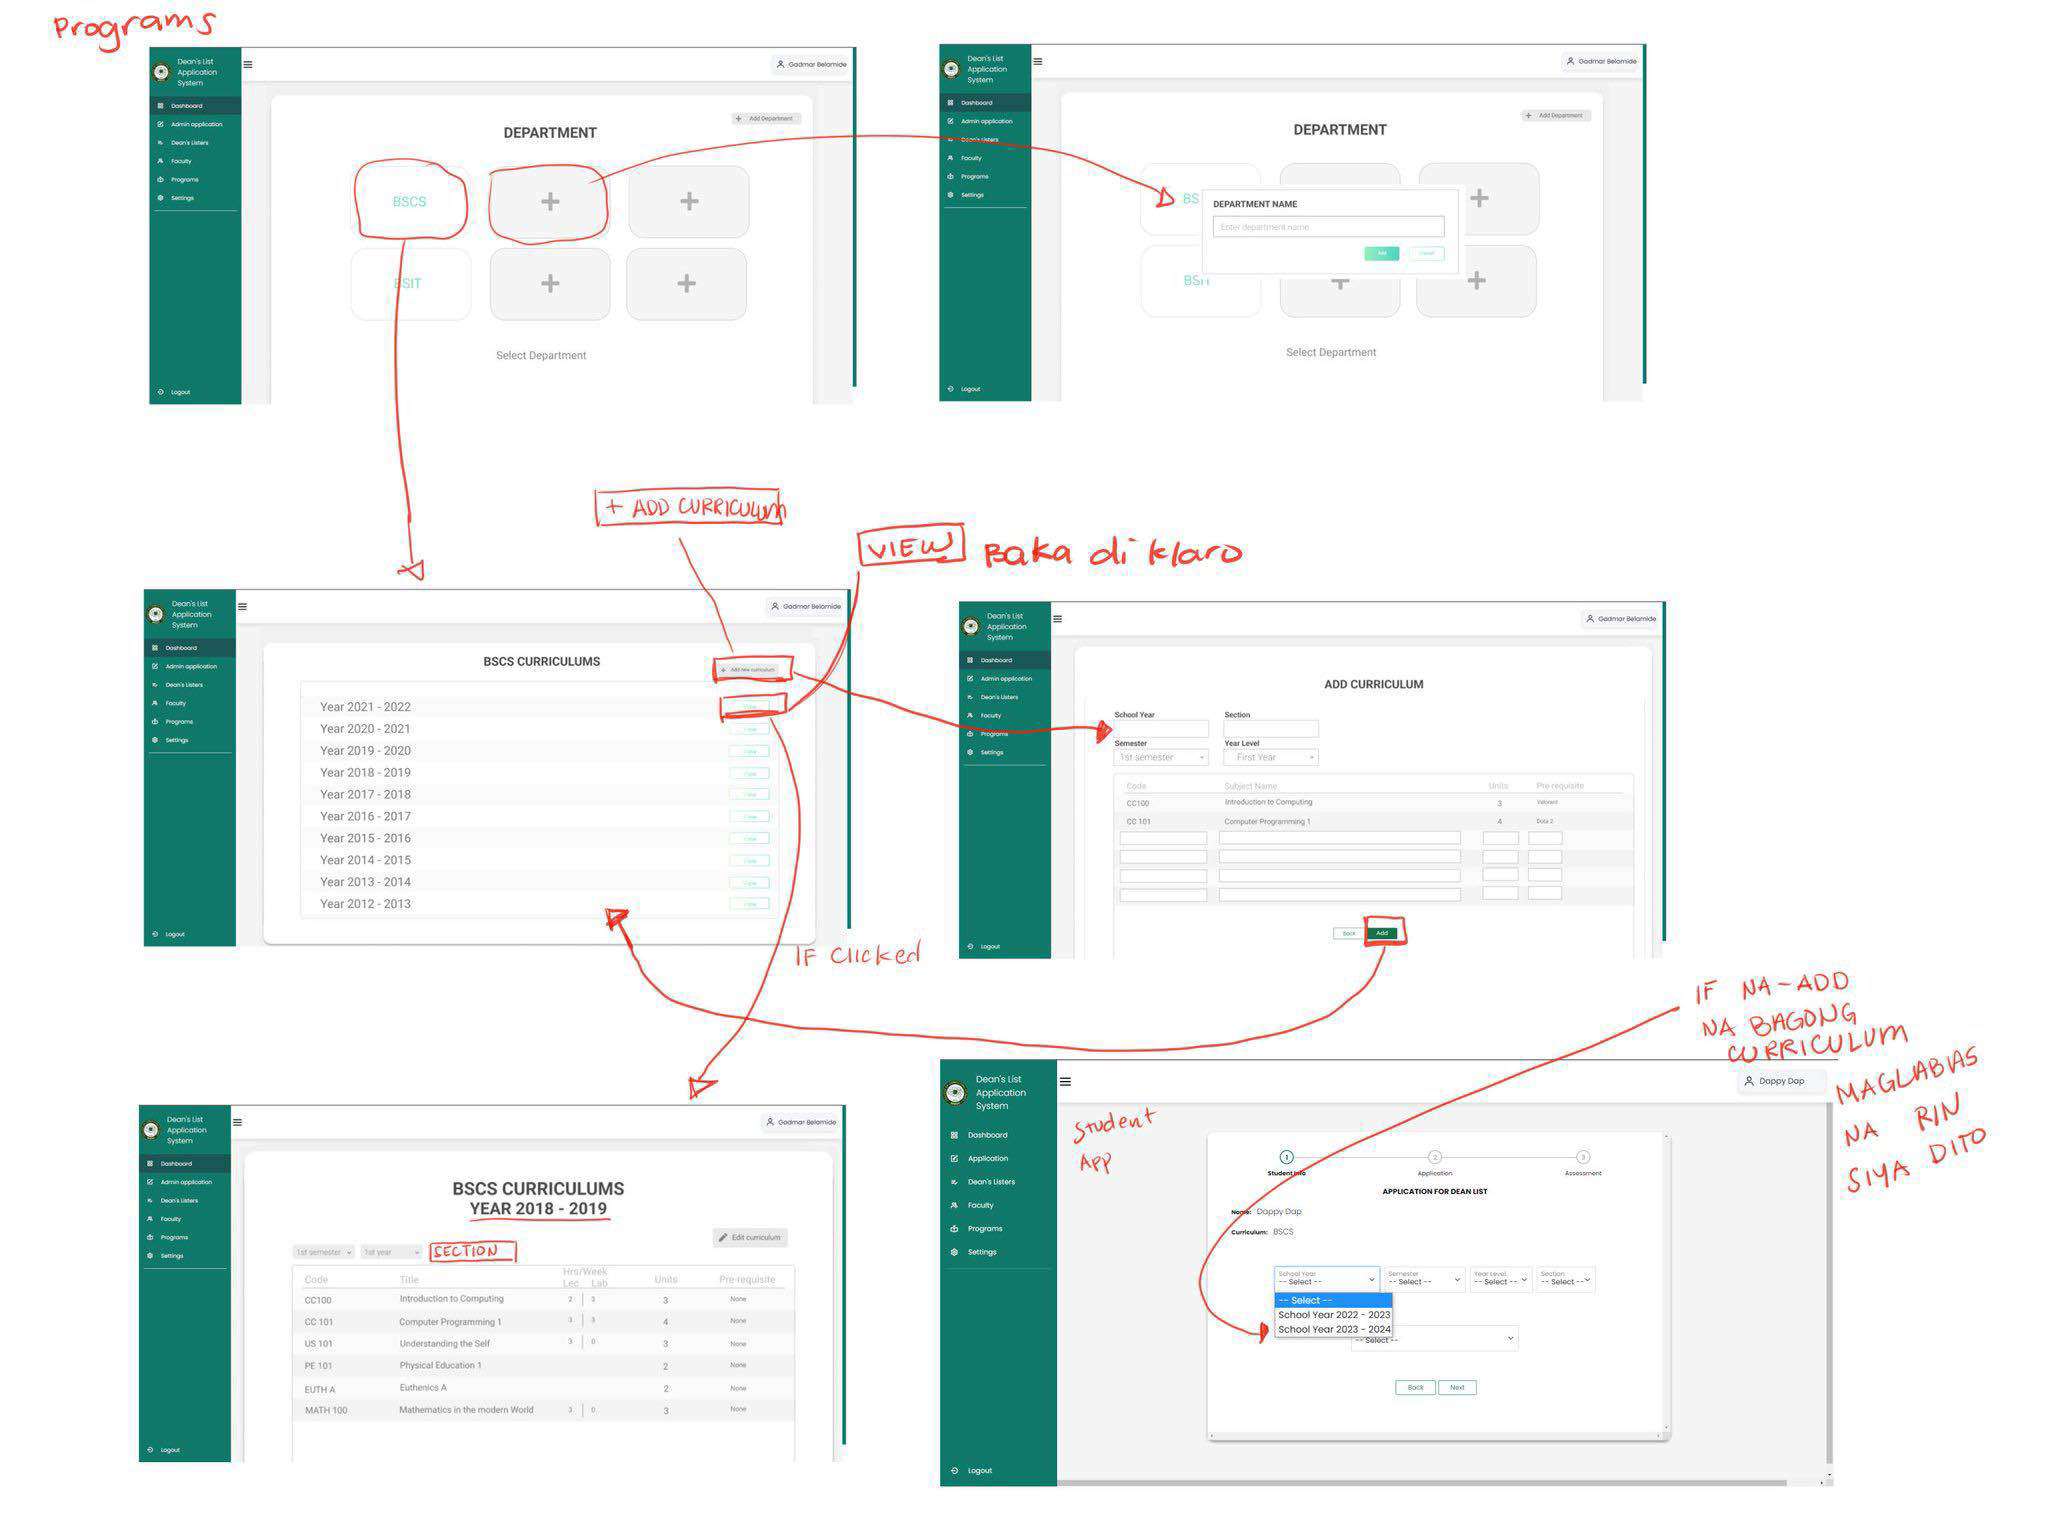 Programs
Dean's List
Application
System
Gadmar Belamide
Dashboard
Admin application
Dean's Listers
Faculty
Programs
Settings
Logout
+ Add Department
DEPARTMENT
BSCS
BSIT
Select Department
Dean's List
Application
System
Gadmar Belamide
Dashboard
Admin application
Dean's Listers
Faculty
Programs
Settings
Logout
+ Add Department
DEPARTMENT
BS
DEPARTMENT NAME
Enter department name
Add
Cancel
Select Department
+ ADD CURRICULUM
VIEW Baka di klaro
Dean's List
Application
System
Gadmar Belamide
Dashboard
Admin application
Dean's Listers
Faculty
Programs
Settings
Logout
BSCS CURRICULUMS
+ Add New curriculum
Year 2021 - 2022 View
Year 2020 - 2021 View
Year 2019 - 2020 View
Year 2018 - 2019 View
Year 2017 - 2018 View
Year 2016 - 2017 View
Year 2015 - 2016 View
Year 2014 - 2015 View
Year 2013 - 2014 View
Year 2012 - 2013 View
IF Clicked
Dean's List
Application
System
Gadmar Belamide
Dashboard
Admin application
Dean's Listers
Faculty
Programs
Settings
Logout
ADD CURRICULUM
School Year Section
Semester Year Level
1st semester First Year
Code Subject Name Units Pre requisite
CC100 Introduction to Computing 3
CC 101 Computer Programming 1 4
Back Add
IF NA-ADD
NA BAGONG
CURRICULUM
MAGLABAS
NA RIN
SIYA DITO
Dean's List
Application
System
Gadmar Belamide
Dashboard
Admin application
Dean's Listers
Faculty
Programs
Settings
Logout
BSCS CURRICULUMS
YEAR 2018 - 2019
Edit curriculum
1st semester 1st year SECTION
Code Title Hrs/Week Units Pre-requisite
Lec Lab
CC100 Introduction to Computing 2 3 3 None
CC 101 Computer Programming 1 3 3 4 None
US 101 Understanding the Self 3 0 3 None
PE 101 Physical Education 1 2 None
EUTH A Euthenics A 2 None
MATH 100 Mathematics in the modern World 3 0 3 None
Dean's List
Application
System
Dappy Dap
Dashboard
Application
Dean's Listers
Faculty
Programs
Settings
Logout
Student
App
1 2 3
Student Info Application Assessment
APPLICATION FOR DEAN LIST
Name: Dappy Dap
Curriculum: BSCS
School Year Semester Year Level Section
-- Select -- -- Select -- -- Select -- -- Select --
-- Select --
School Year 2022 - 2023
School Year 2023 - 2024
-- Select --
Back Next